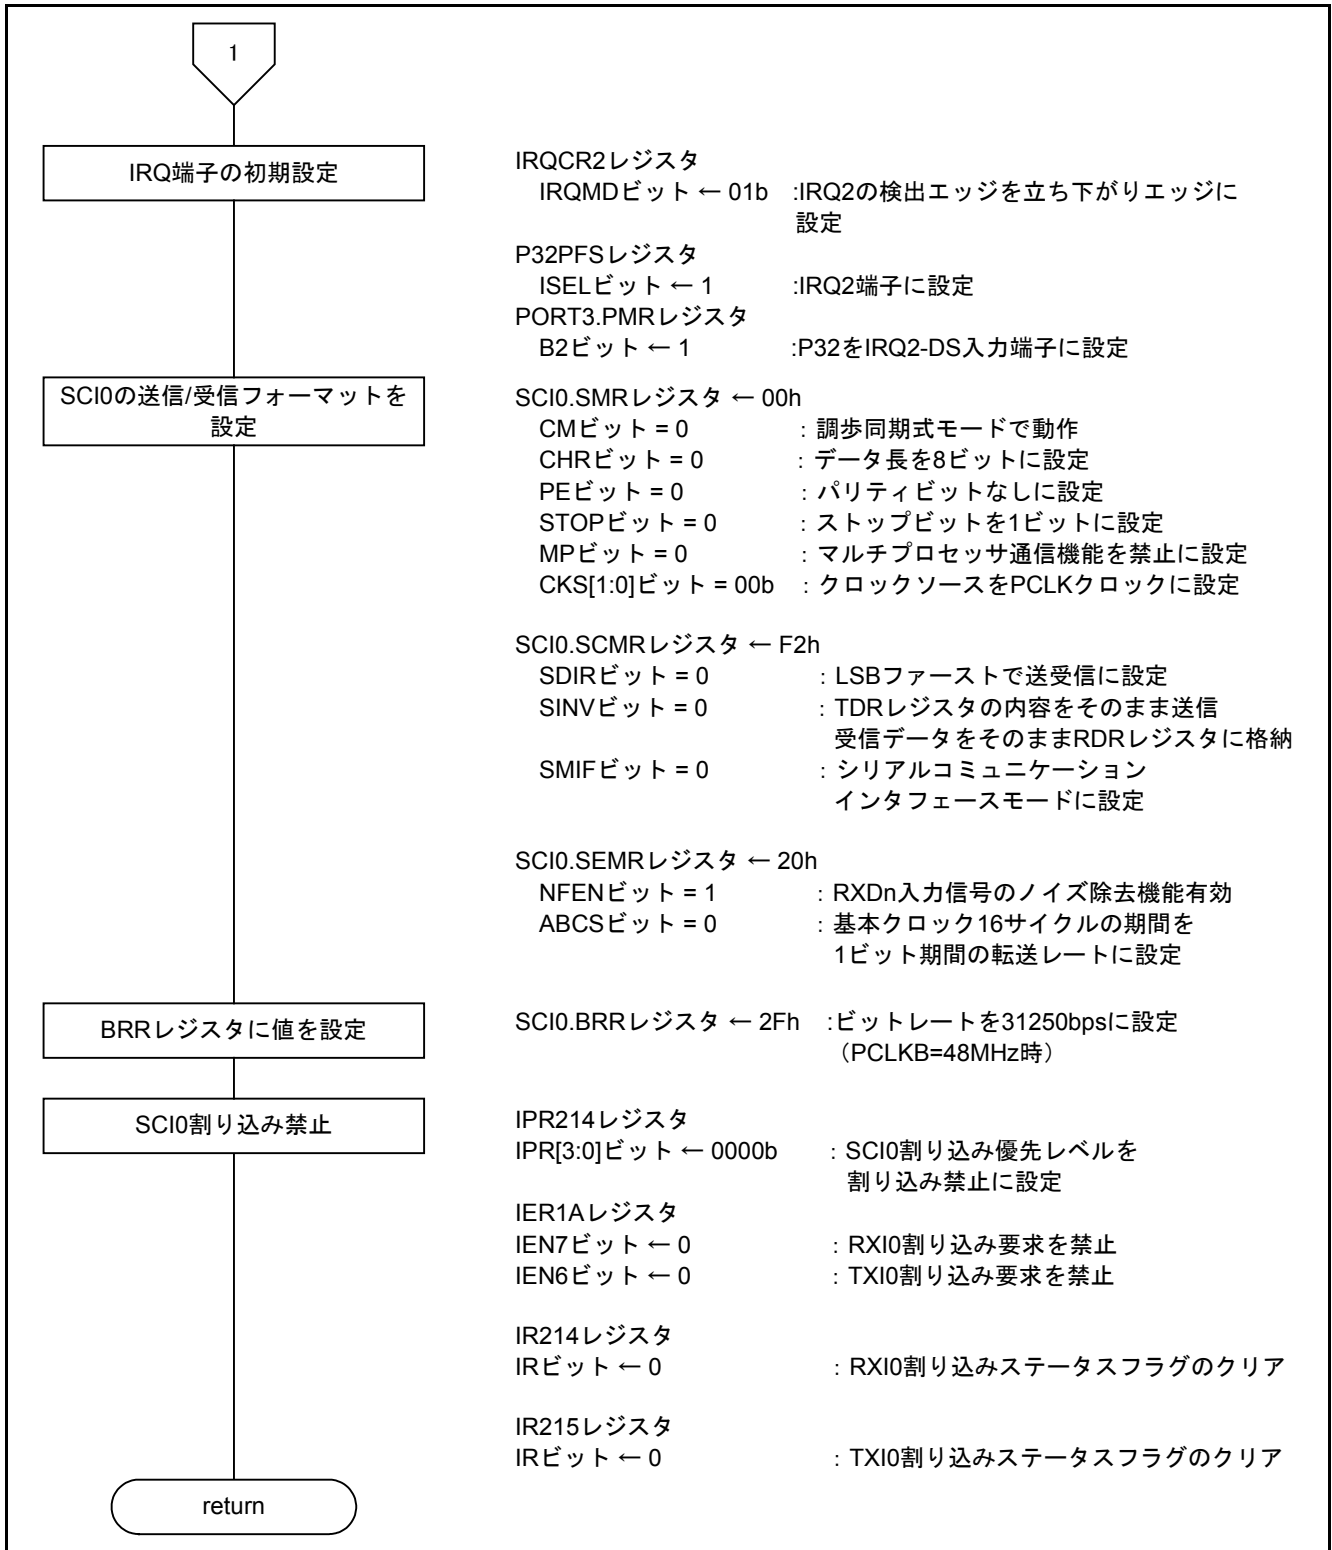 1
IRQ端子の初期設定
IRQCR2レジスタ
IRQMDビット ← 01b :IRQ2の検出エッジを立ち下がりエッジに
設定
P32PFSレジスタ
ISELビット ← 1 :IRQ2端子に設定
PORT3.PMRレジスタ
B2ビット ← 1 :P32をIRQ2-DS入力端子に設定
SCI0の送信/受信フォーマットを
設定
SCI0.SMRレジスタ ← 00h
CMビット = 0 : 調歩同期式モードで動作
CHRビット = 0 : データ長を8ビットに設定
PEビット = 0 : パリティビットなしに設定
STOPビット = 0 : ストップビットを1ビットに設定
MPビット = 0 : マルチプロセッサ通信機能を禁止に設定
CKS[1:0]ビット = 00b : クロックソースをPCLKクロックに設定
SCI0.SCMRレジスタ ← F2h
SDIRビット = 0 : LSBファーストで送受信に設定
SINVビット = 0 : TDRレジスタの内容をそのまま送信
受信データをそのままRDRレジスタに格納
SMIFビット = 0 : シリアルコミュニケーション
インタフェースモードに設定
SCI0.SEMRレジスタ ← 20h
NFENビット = 1 : RXDn入力信号のノイズ除去機能有効
ABCSビット = 0 : 基本クロック16サイクルの期間を
1ビット期間の転送レートに設定
BRRレジスタに値を設定
SCI0.BRRレジスタ ← 2Fh :ビットレートを31250bpsに設定
（PCLKB=48MHz時）
SCI0割り込み禁止
IPR214レジスタ
IPR[3:0]ビット ← 0000b : SCI0割り込み優先レベルを
割り込み禁止に設定
IER1Aレジスタ
IEN7ビット ← 0 : RXI0割り込み要求を禁止
IEN6ビット ← 0 : TXI0割り込み要求を禁止
IR214レジスタ
IRビット ← 0 : RXI0割り込みステータスフラグのクリア
IR215レジスタ
IRビット ← 0 : TXI0割り込みステータスフラグのクリア
return